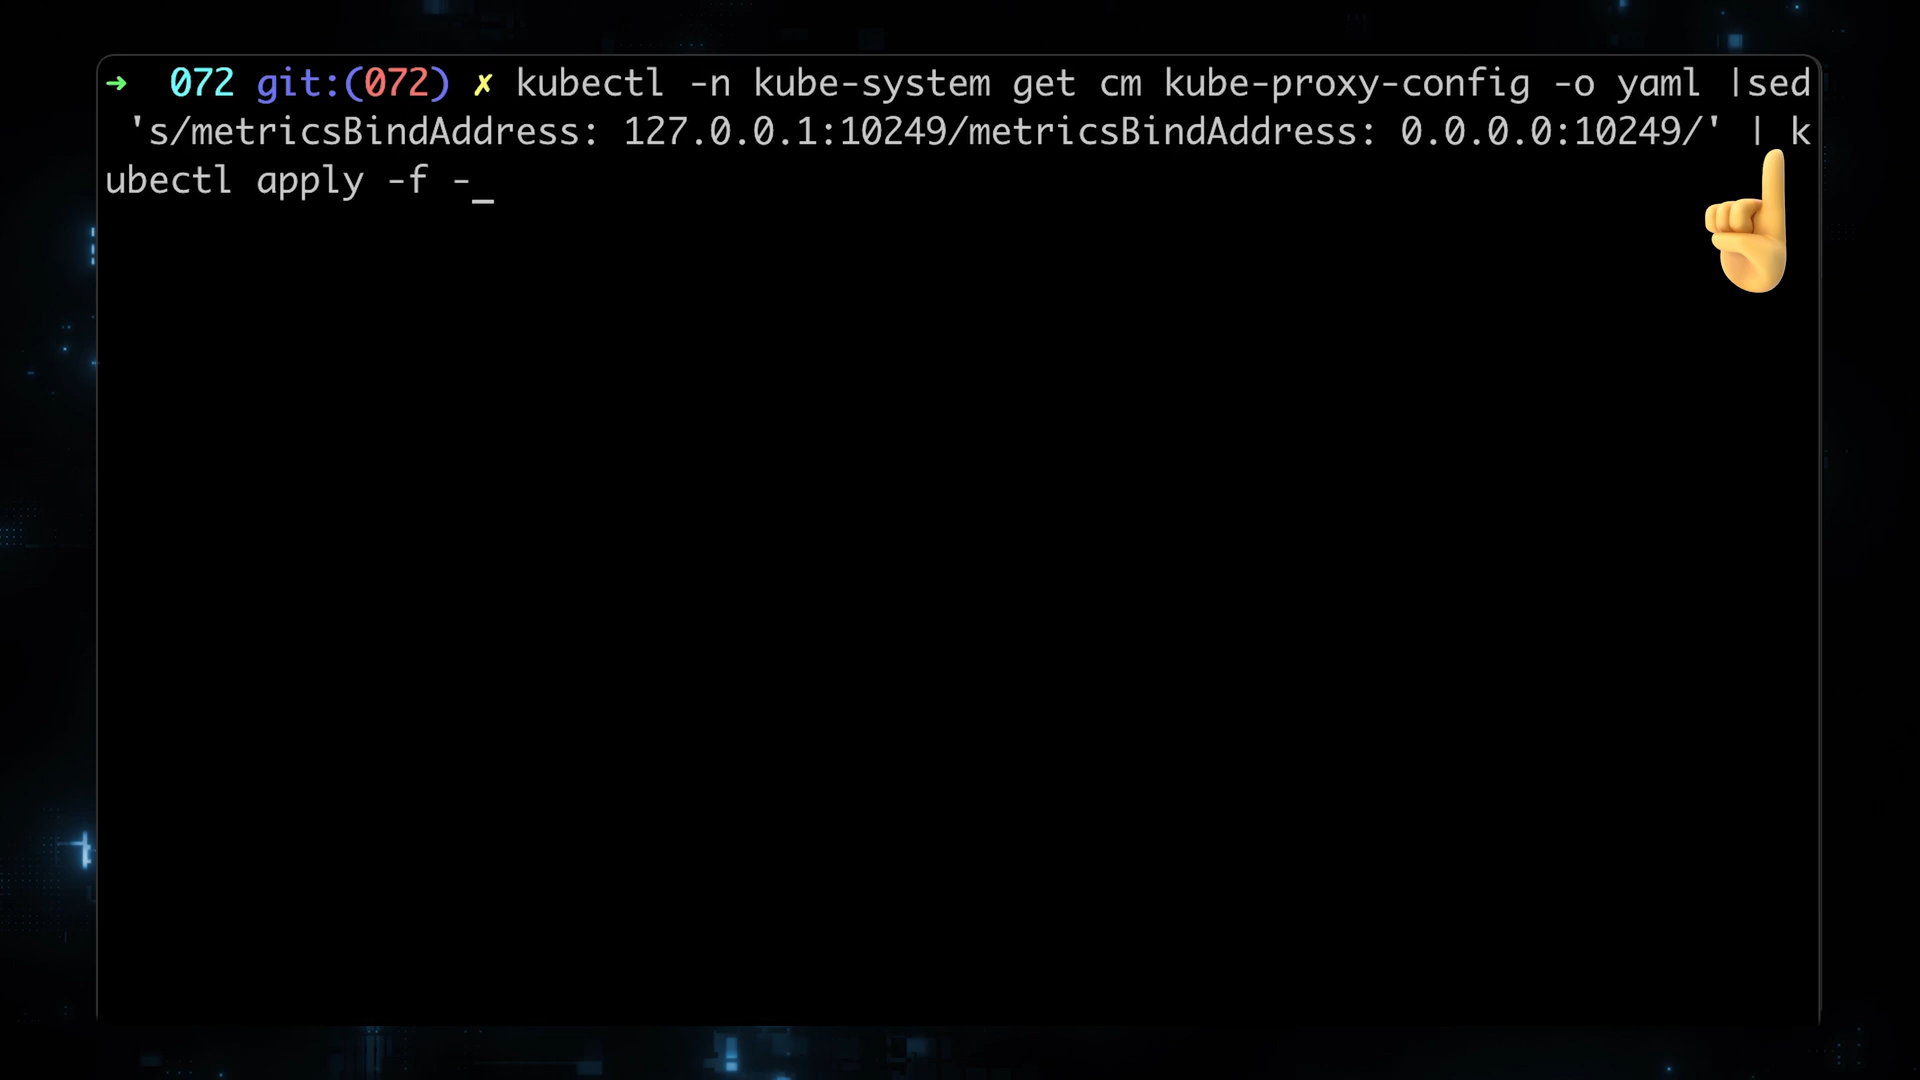 ➜ 072 git:(072) ✗ kubectl -n kube-system get cm kube-proxy-config -o yaml |sed
's/metricsBindAddress: 127.0.0.1:10249/metricsBindAddress: 0.0.0.0:10249/' | k
ubectl apply -f -_